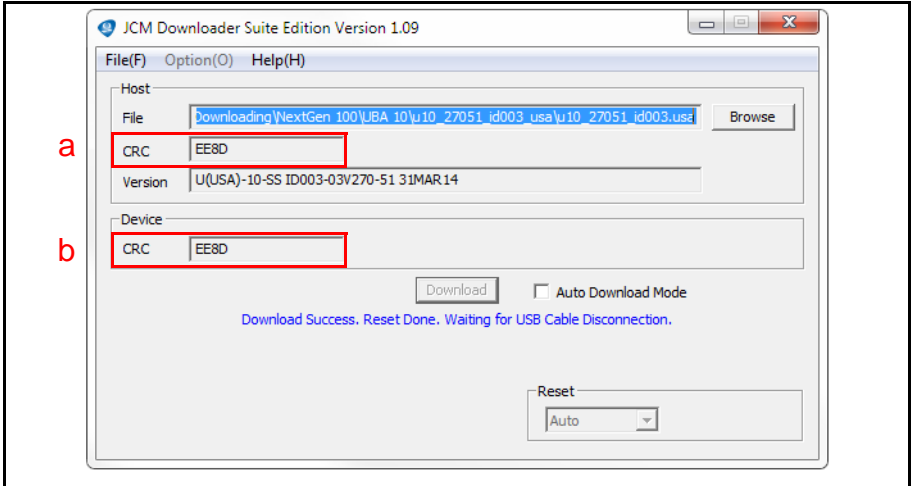 JCM Downloader Suite Edition Version 1.09
File(F) Option(O) Help(H)
Host
File Downloading\NextGen 100\UBA 10\µ10_27051_id003_usa\µ10_27051_id003.usa Browse
a CRC EE8D
Version U(USA)-10-SS ID003-03V270-51 31MAR14
Device
b CRC EE8D
Download Auto Download Mode
Download Success. Reset Done. Waiting for USB Cable Disconnection.
Reset
Auto